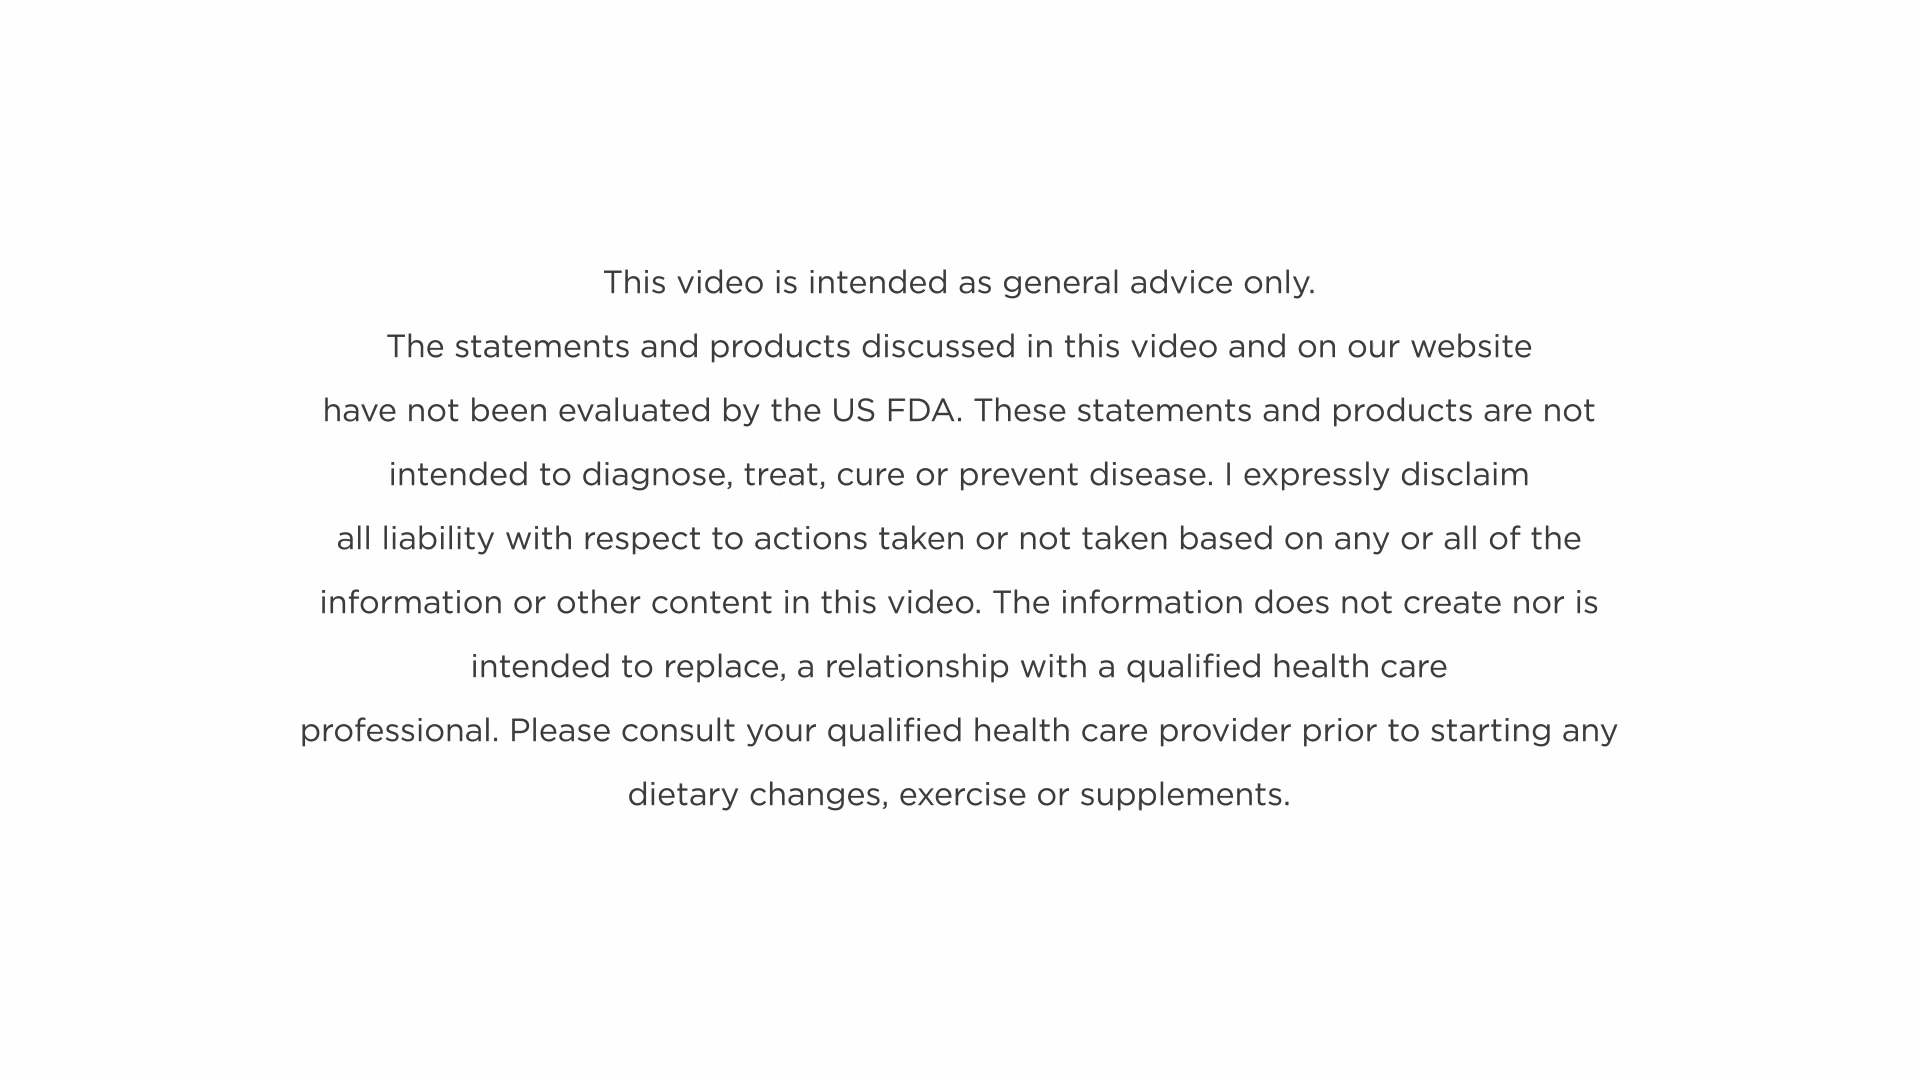 This video is intended as general advice only.
The statements and products discussed in this video and on our website
have not been evaluated by the US FDA. These statements and products are not
intended to diagnose, treat, cure or prevent disease. I expressly disclaim
all liability with respect to actions taken or not taken based on any or all of the
information or other content in this video. The information does not create nor is
intended to replace, a relationship with a qualified health care
professional. Please consult your qualified health care provider prior to starting any
dietary changes, exercise or supplements.